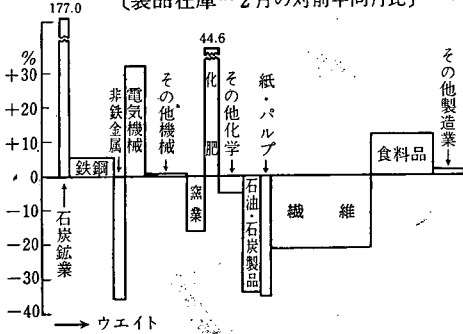 〔製品在庫…2月の対前年同月比〕
177.0
44.6
%
+30
+20
+10
0
-10
-20
-30
-40
石炭鉱業
鉄鋼
非鉄金属
電気機械
その他機械
窯業
化肥
その他化学
石油・石炭製品
紙・パルプ
繊維
食料品
その他製造業
ウエイト